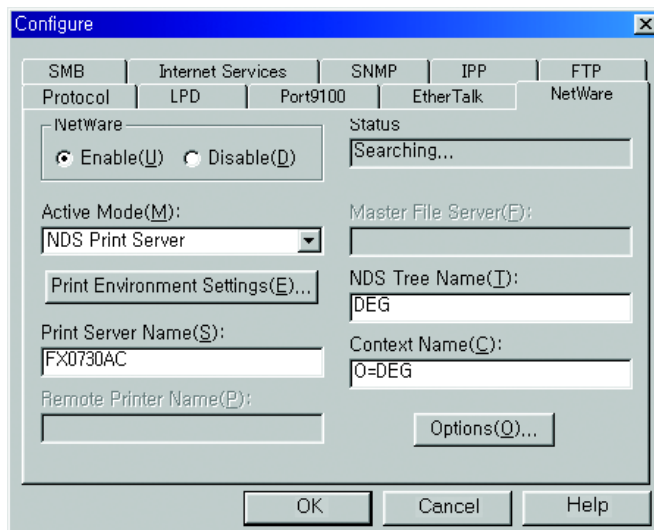 Configure
SMB Internet Services SNMP IPP FTP
Protocol LPD Port9100 EtherTalk NetWare
NetWare
Enable(U) Disable(D)
Status
Searching...
Active Mode(M):
NDS Print Server
Master File Server(F):
Print Environment Settings(E)...
NDS Tree Name(T):
DEG
Print Server Name(S):
FX0730AC
Context Name(C):
O=DEG
Remote Printer Name(P):
Options(O)...
OK Cancel Help